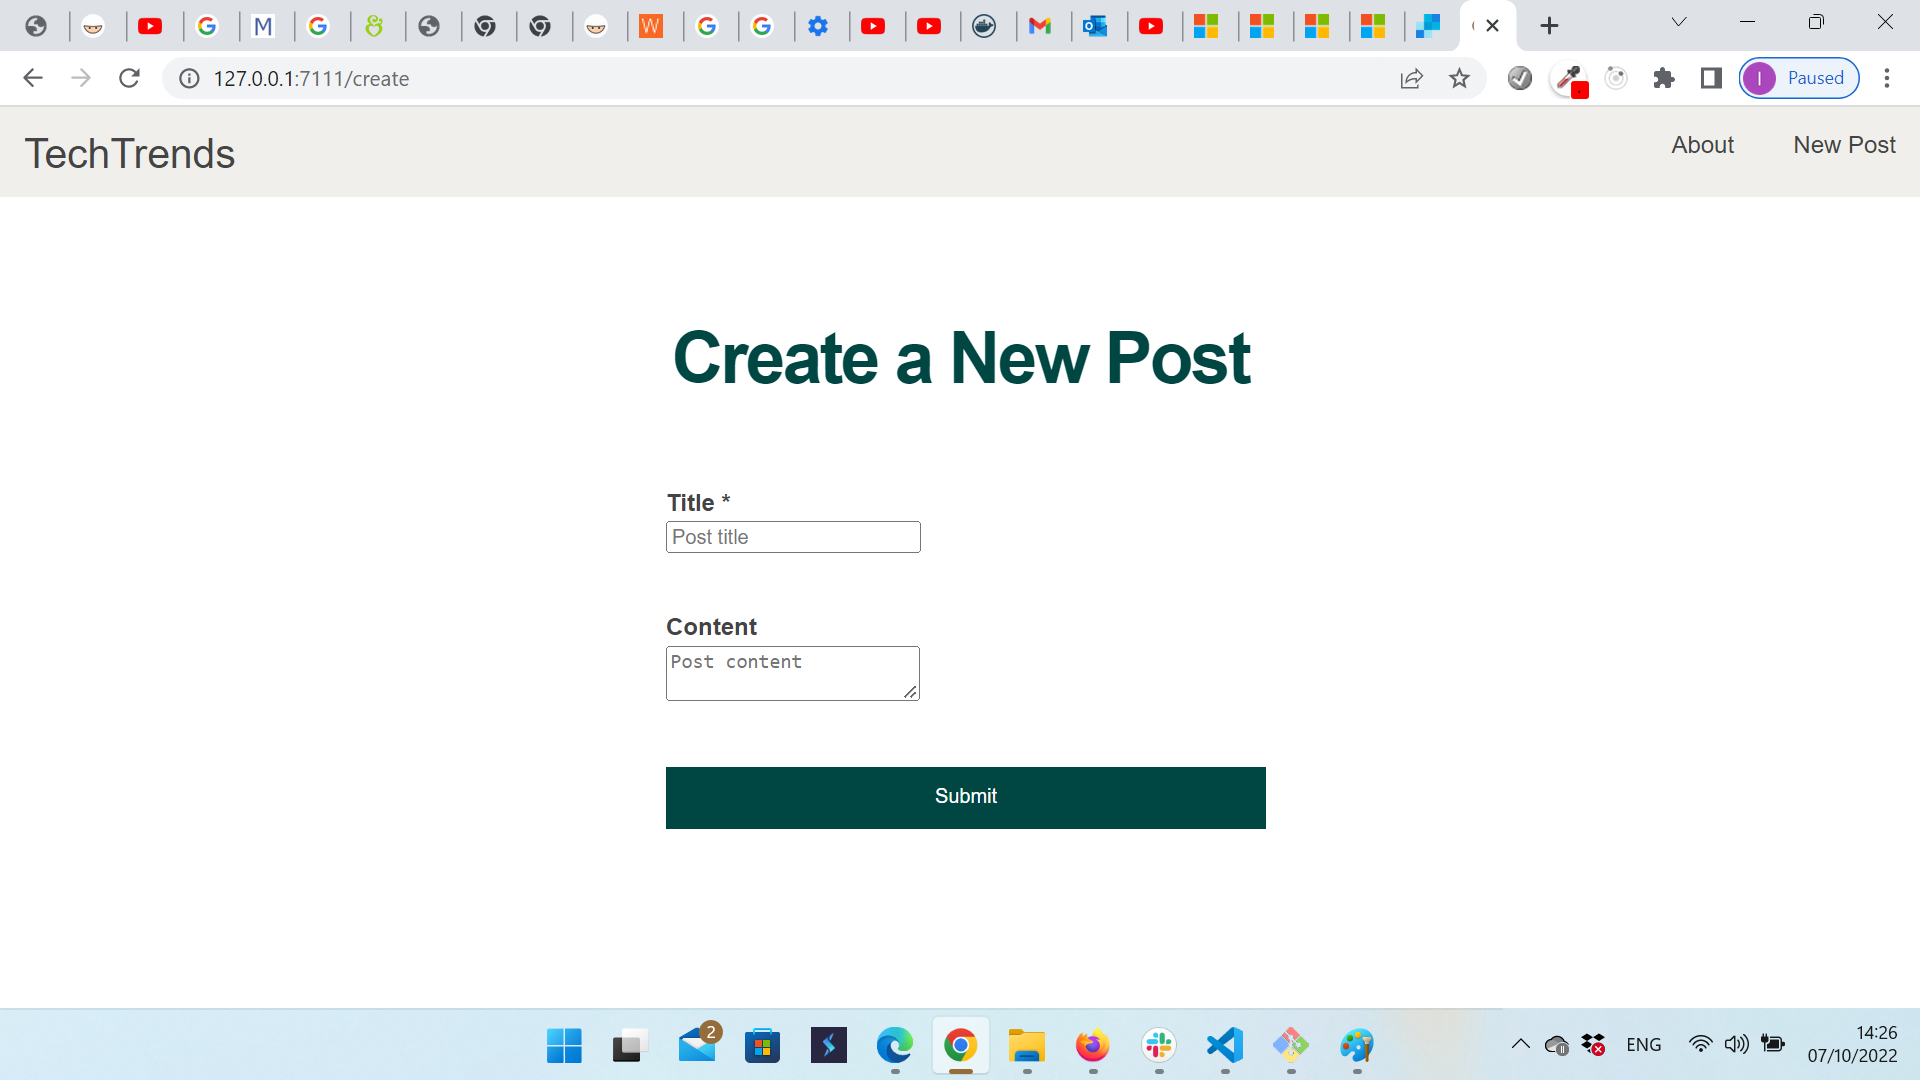 127.0.0.1:7111/create
Paused
TechTrends
About
New Post
Create a New Post
Title *
Post title
Content
Post content
Submit
2
ENG
14:26
07/10/2022